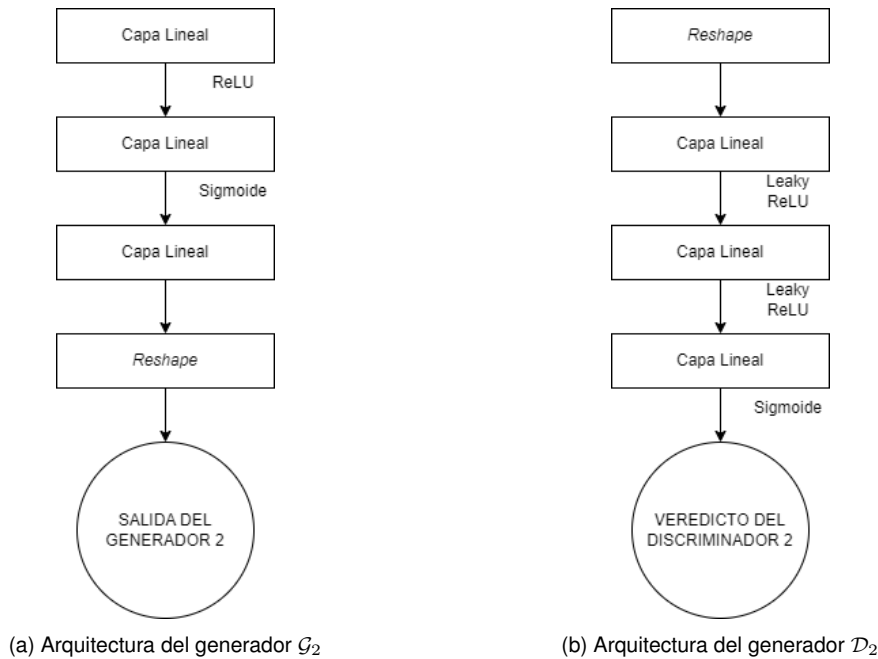 Capa Lineal
ReLU
Capa Lineal
Sigmoide
Capa Lineal
Reshape
SALIDA DEL
GENERADOR 2
(a) Arquitectura del generador 𝒢₂
Reshape
Capa Lineal
Leaky
ReLU
Capa Lineal
Leaky
ReLU
Capa Lineal
Sigmoide
VEREDICTO DEL
DISCRIMINADOR 2
(b) Arquitectura del generador 𝒟₂